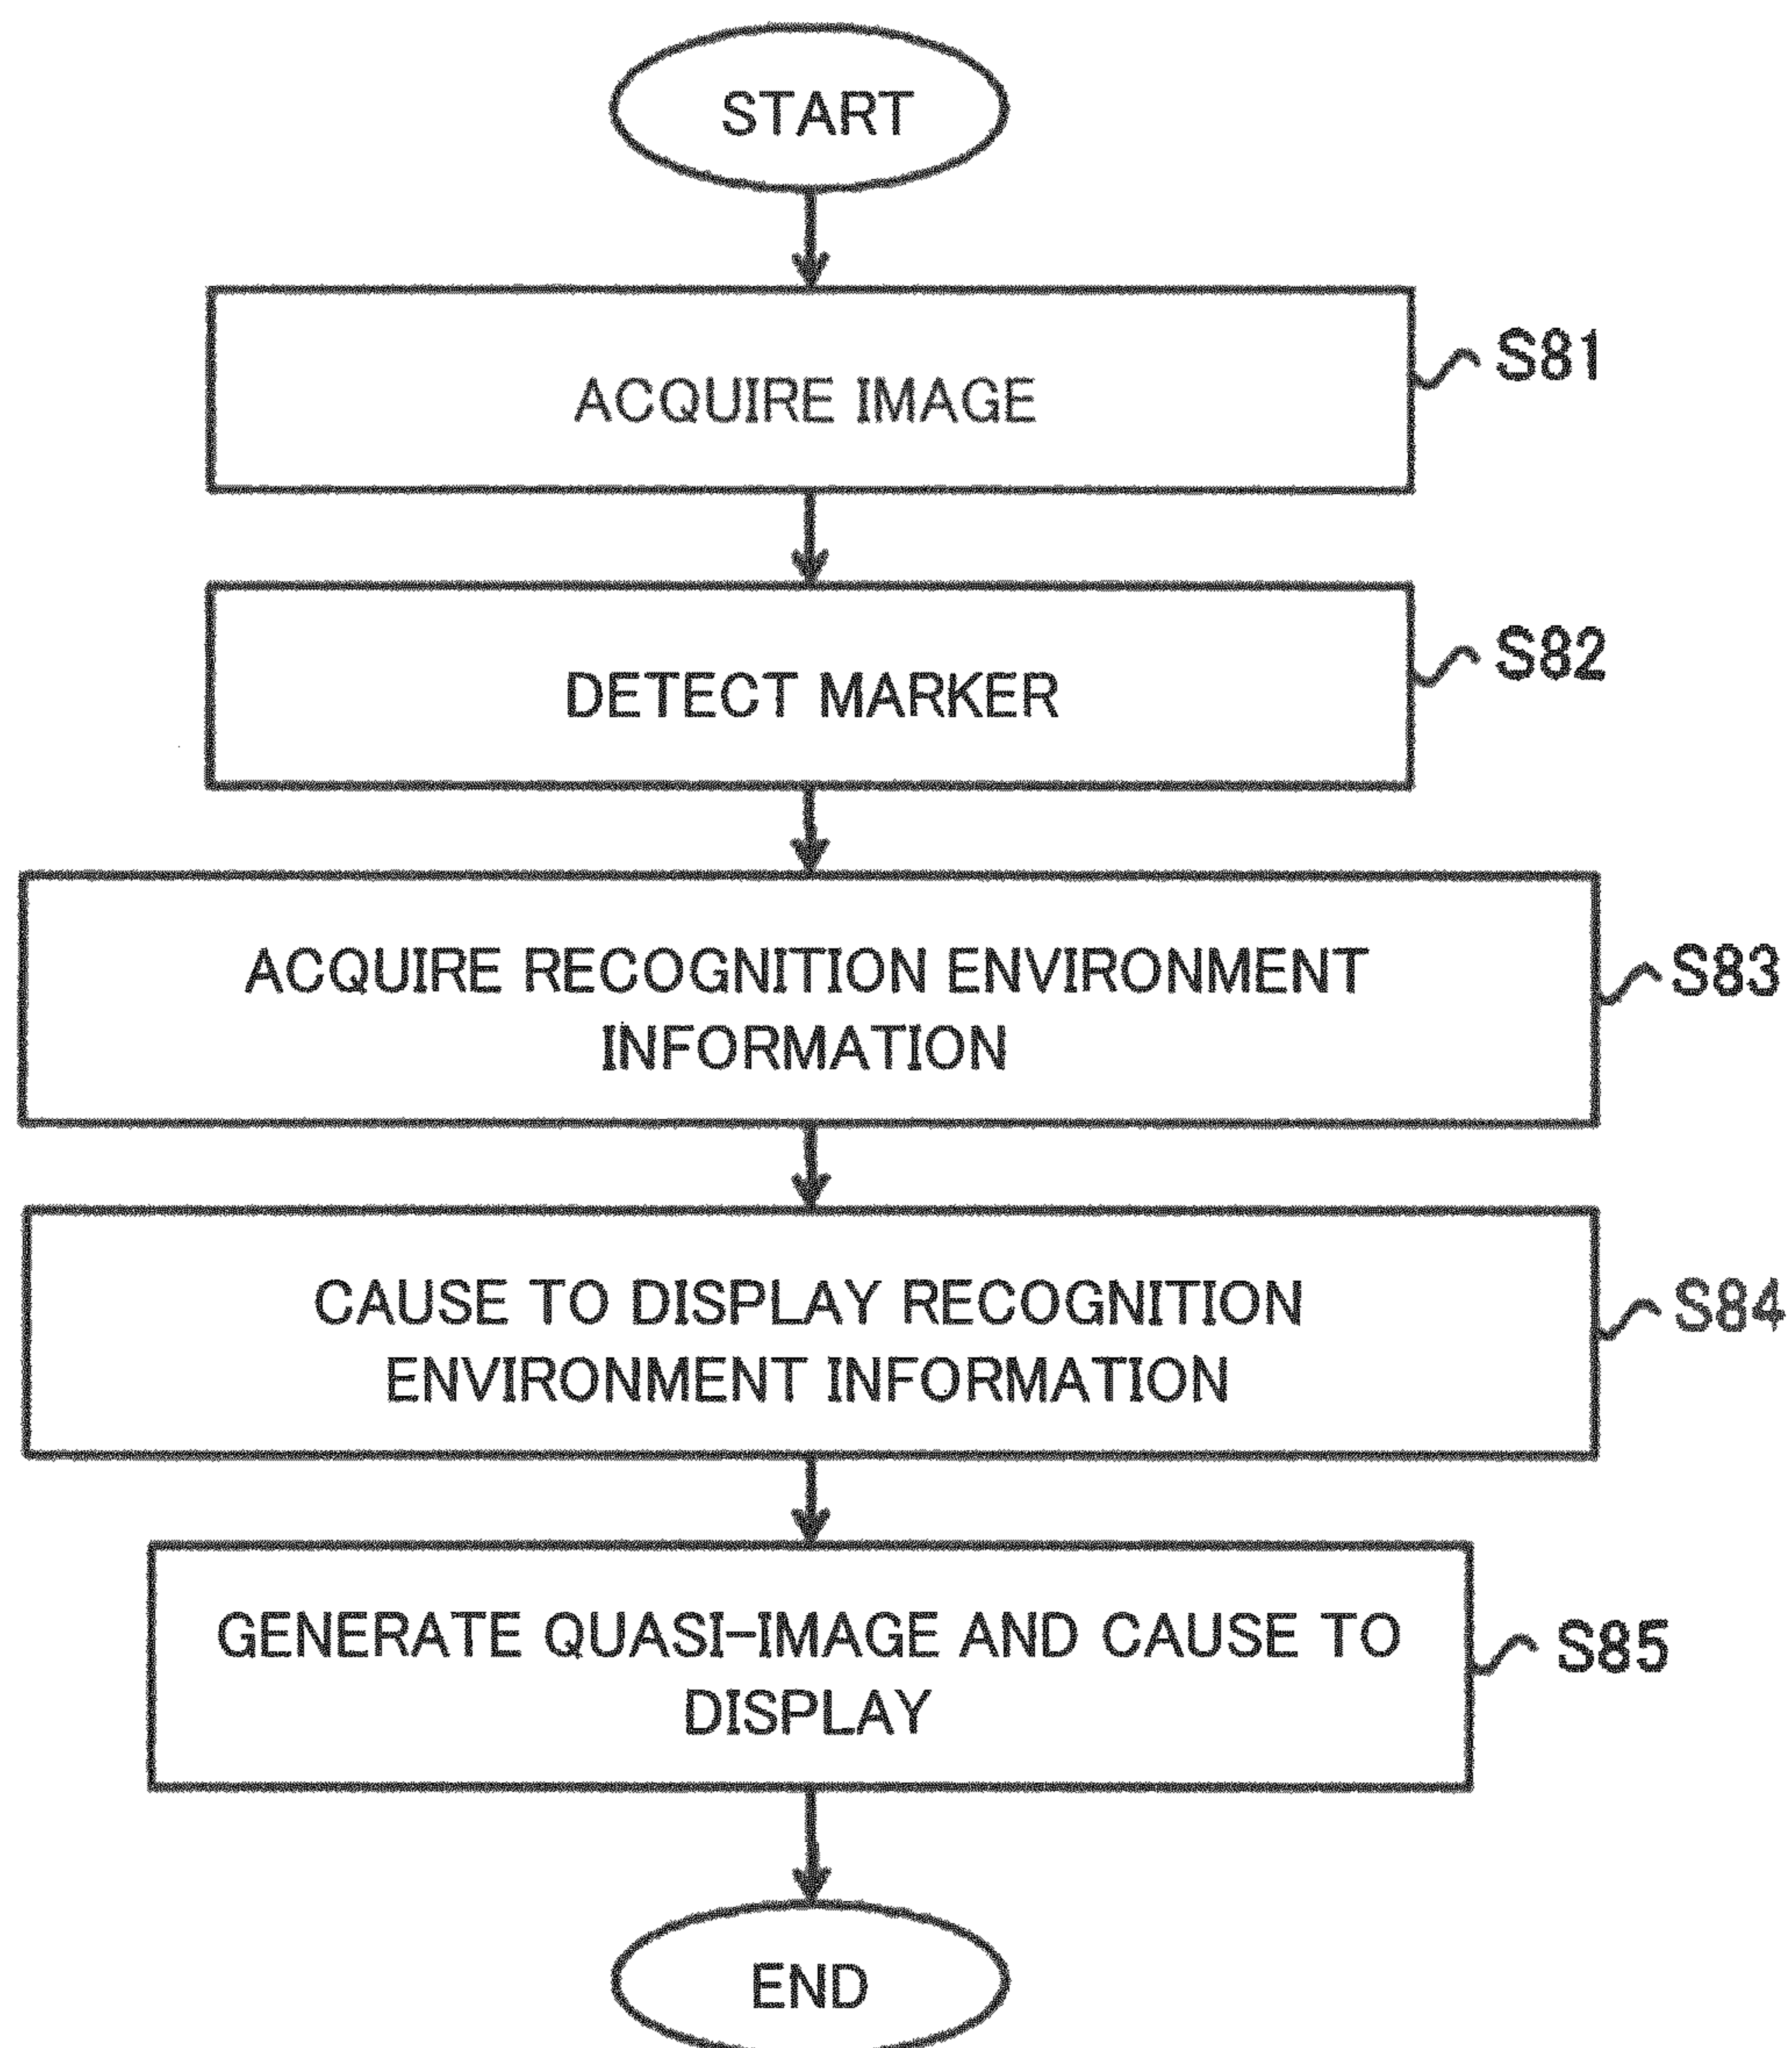 START
ACQUIRE IMAGE
S81
DETECT MARKER
S82
ACQUIRE RECOGNITION ENVIRONMENT
INFORMATION
S83
CAUSE TO DISPLAY RECOGNITION
ENVIRONMENT INFORMATION
S84
GENERATE QUASI-IMAGE AND CAUSE TO
DISPLAY
S85
END